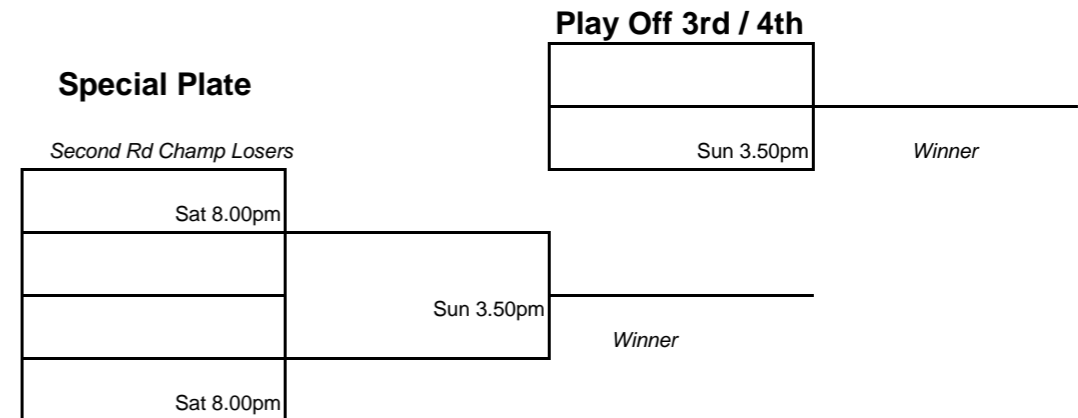 Play Off 3rd / 4th
Special Plate
Second Rd Champ Losers
Sun 3.50pm
Winner
Sat 8.00pm
Sun 3.50pm
Winner
Sat 8.00pm